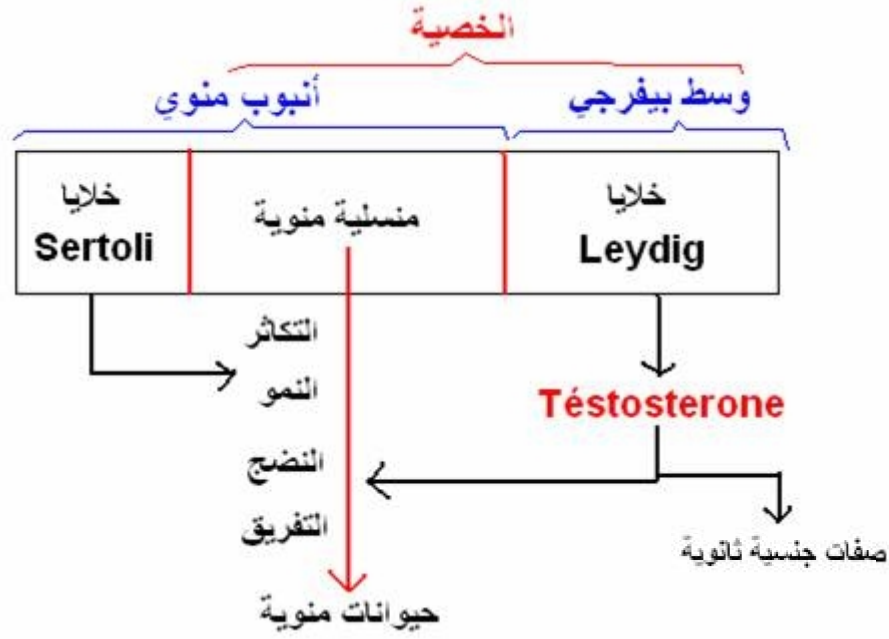 الخصية
وسط بيفرجي
أنبوب منوي
خلايا
Leydig
منسلية منوية
خلايا
Sertoli
التكاثر
النمو
Téstosterone
النضج
التفريق
صفات جنسية ثانوية
حيوانات منوية